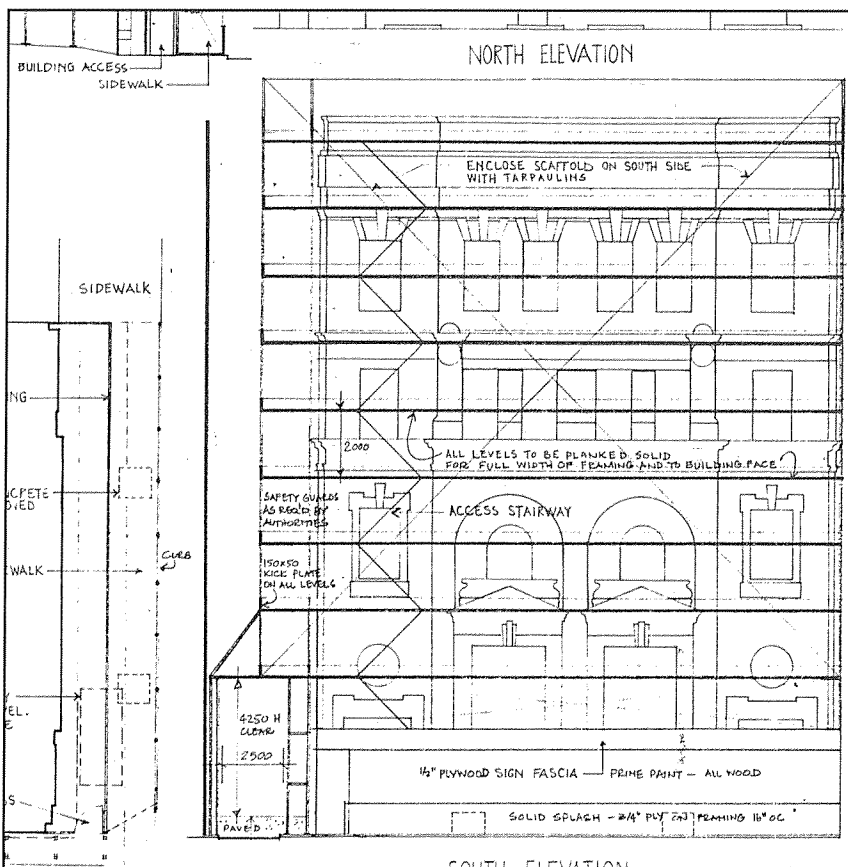 NORTH ELEVATION
BUILDING ACCESS
SIDEWALK
ENCLOSE SCAFFOLD ON SOUTH SIDE
WITH TARPAULINS
SIDEWALK
2000
ALL LEVELS TO BE PLANKED SOLID
FOR FULL WIDTH OF FRAMING AND TO BUILDING FACE
SAFETY GUARDS
AS REQ'D BY
AUTHORITIES
ACCESS STAIRWAY
CURB
150x50
KICK PLATE
ON ALL LEVELS
4250 H
CLEAR
2500
1/2" PLYWOOD SIGN FASCIA
PRIME PAINT - ALL WOOD
SOLID SPLASH - 3/4" PLY ON FRAMING 16" OC
PAVED
SOUTH ELEVATION